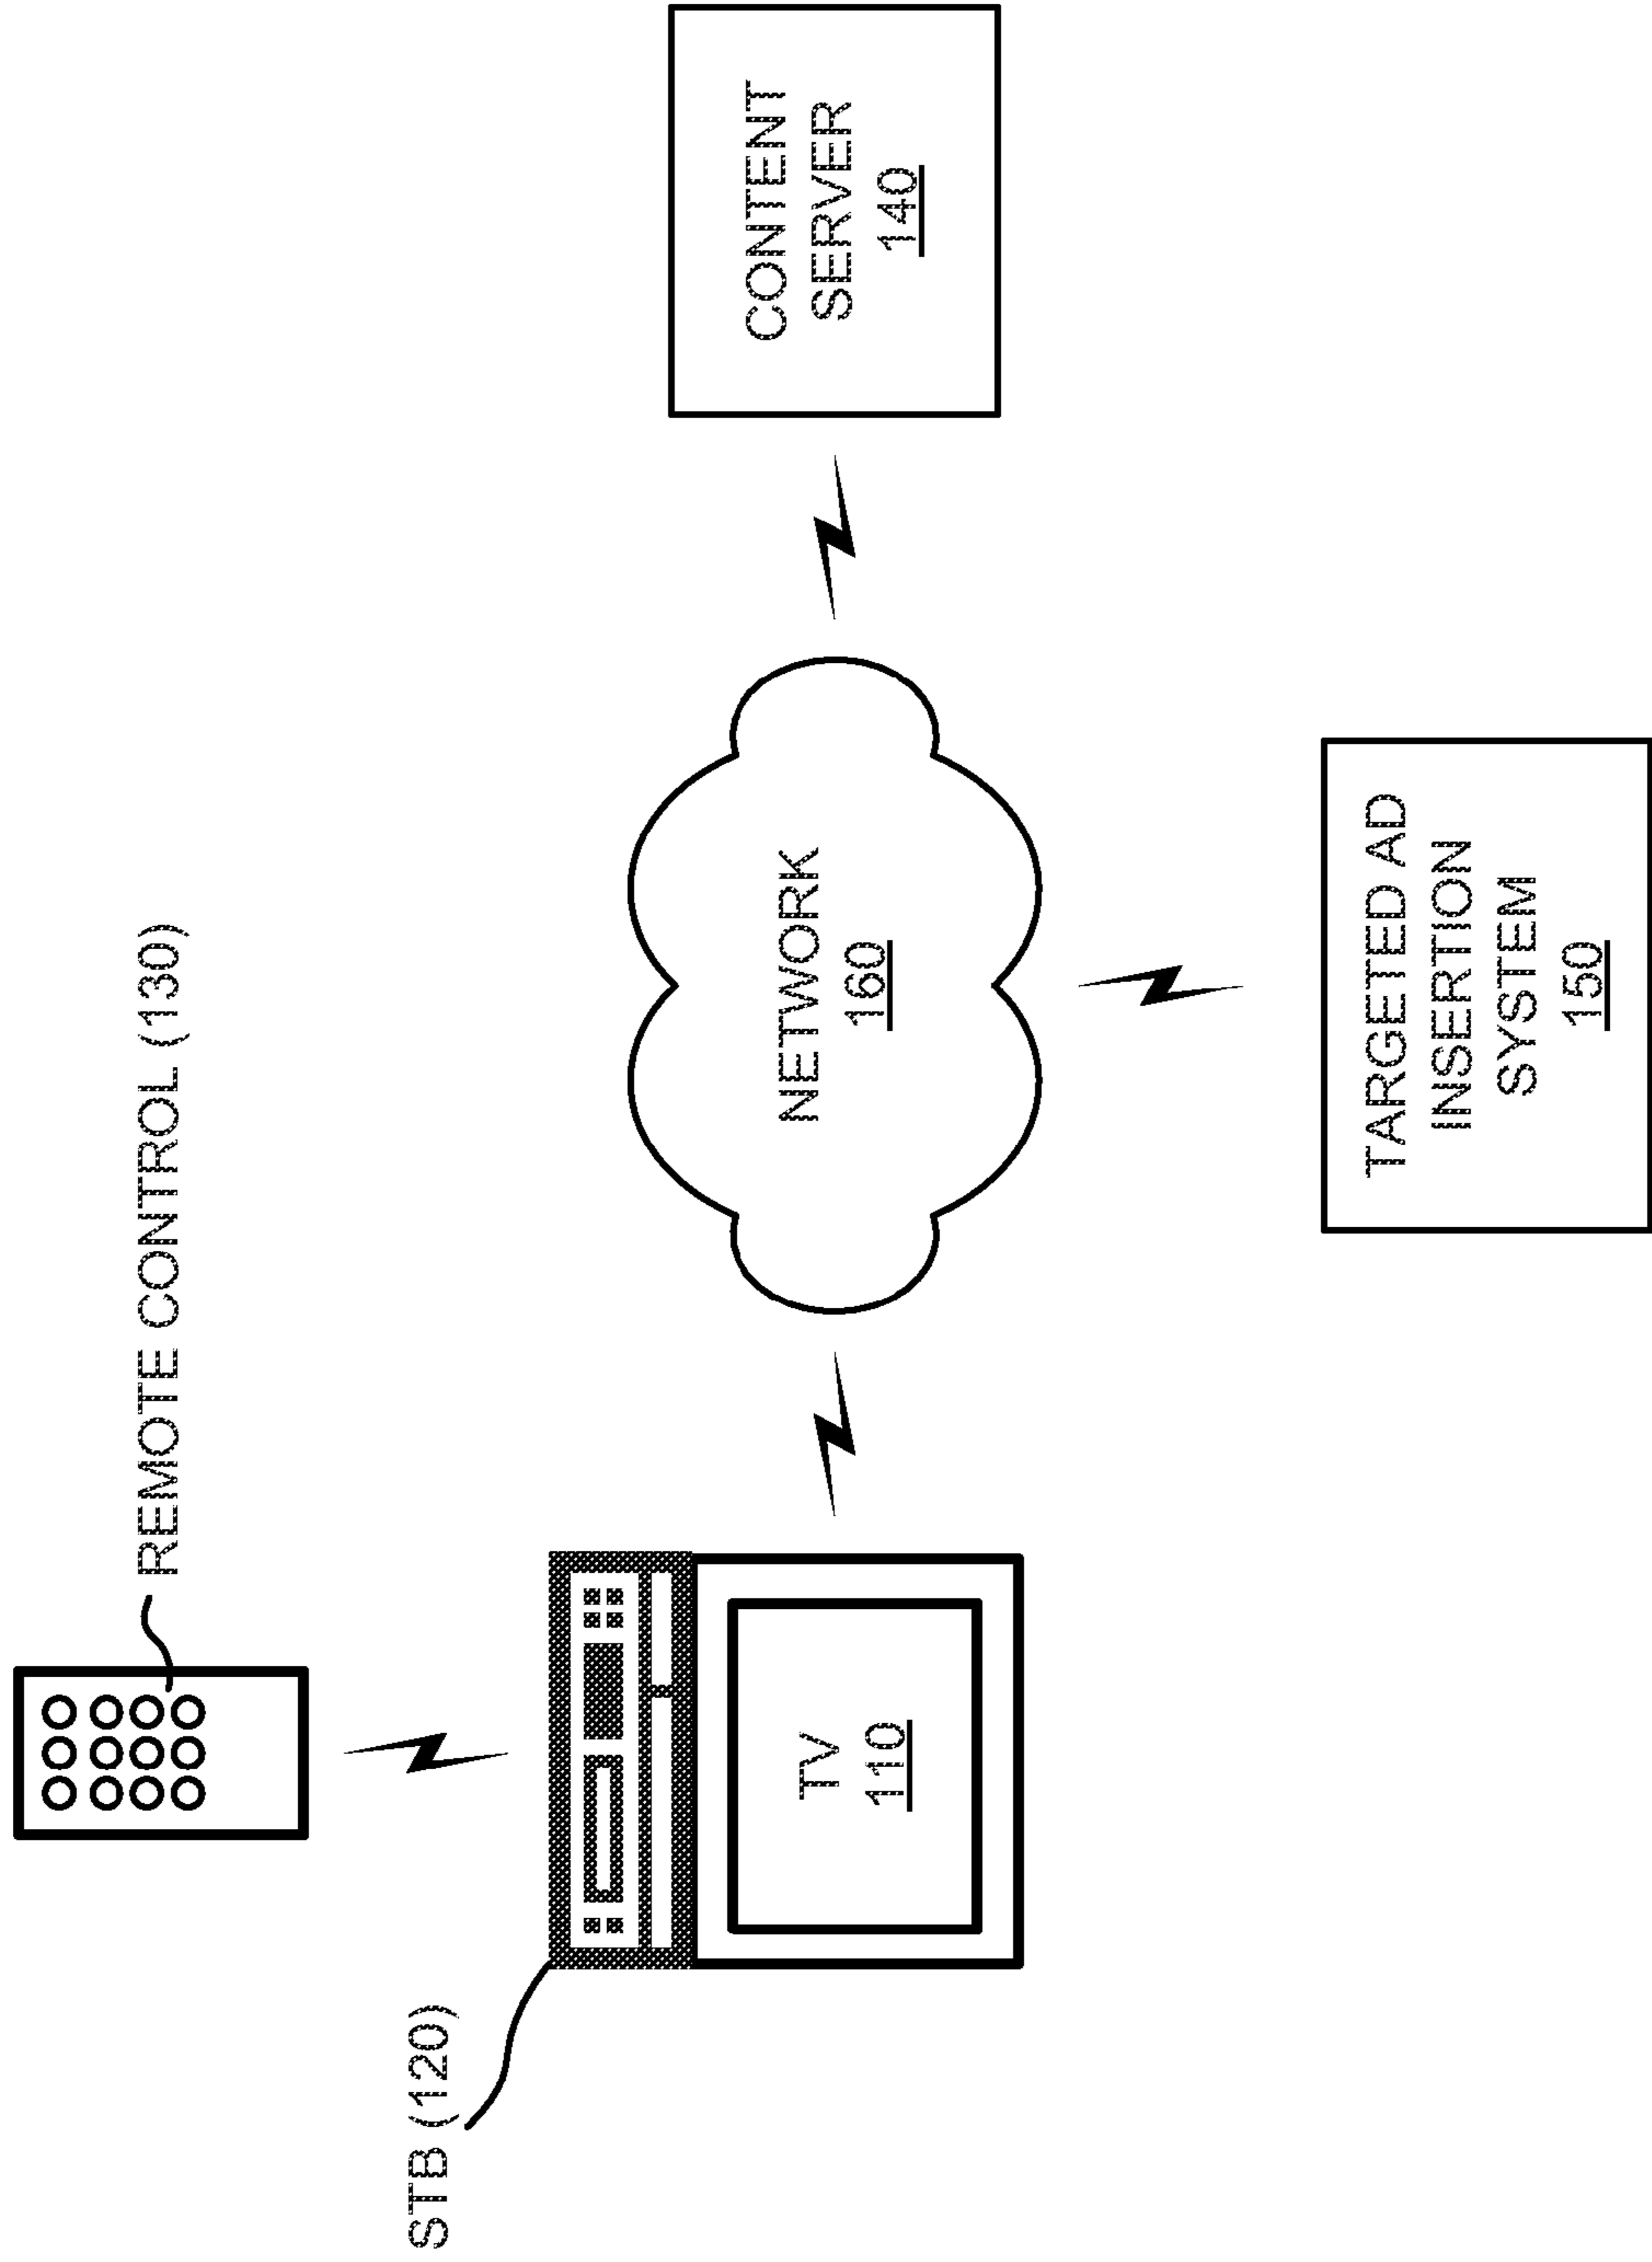 REMOTE CONTROL (130)
STB (120)
TV
110
NETWORK
160
CONTENT
SERVER
140
TARGETED AD
INSERTION
SYSTEM
150